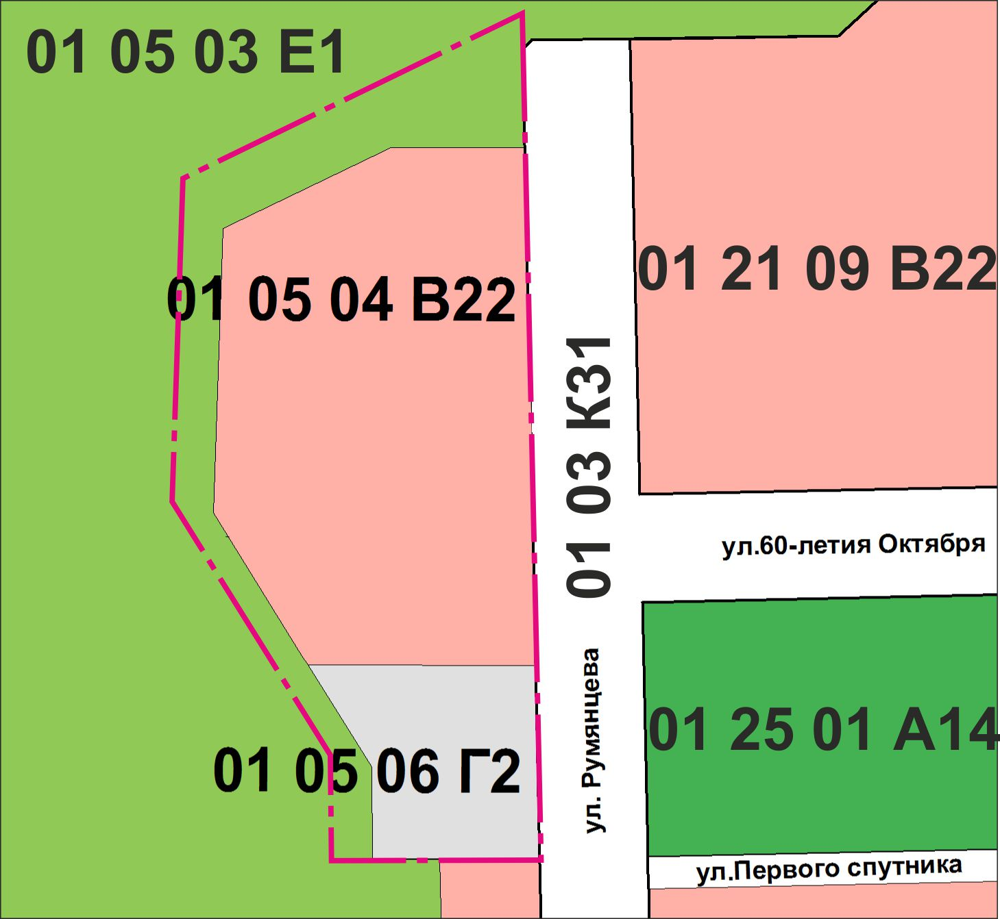 01 05 03 Е1
01 21 09 В22
01 05 04 В22
01 03 К31
ул.60-летия Октября
ул. Румянцева
01 25 01 А14
01 05 06 Г2
ул.Первого спутника